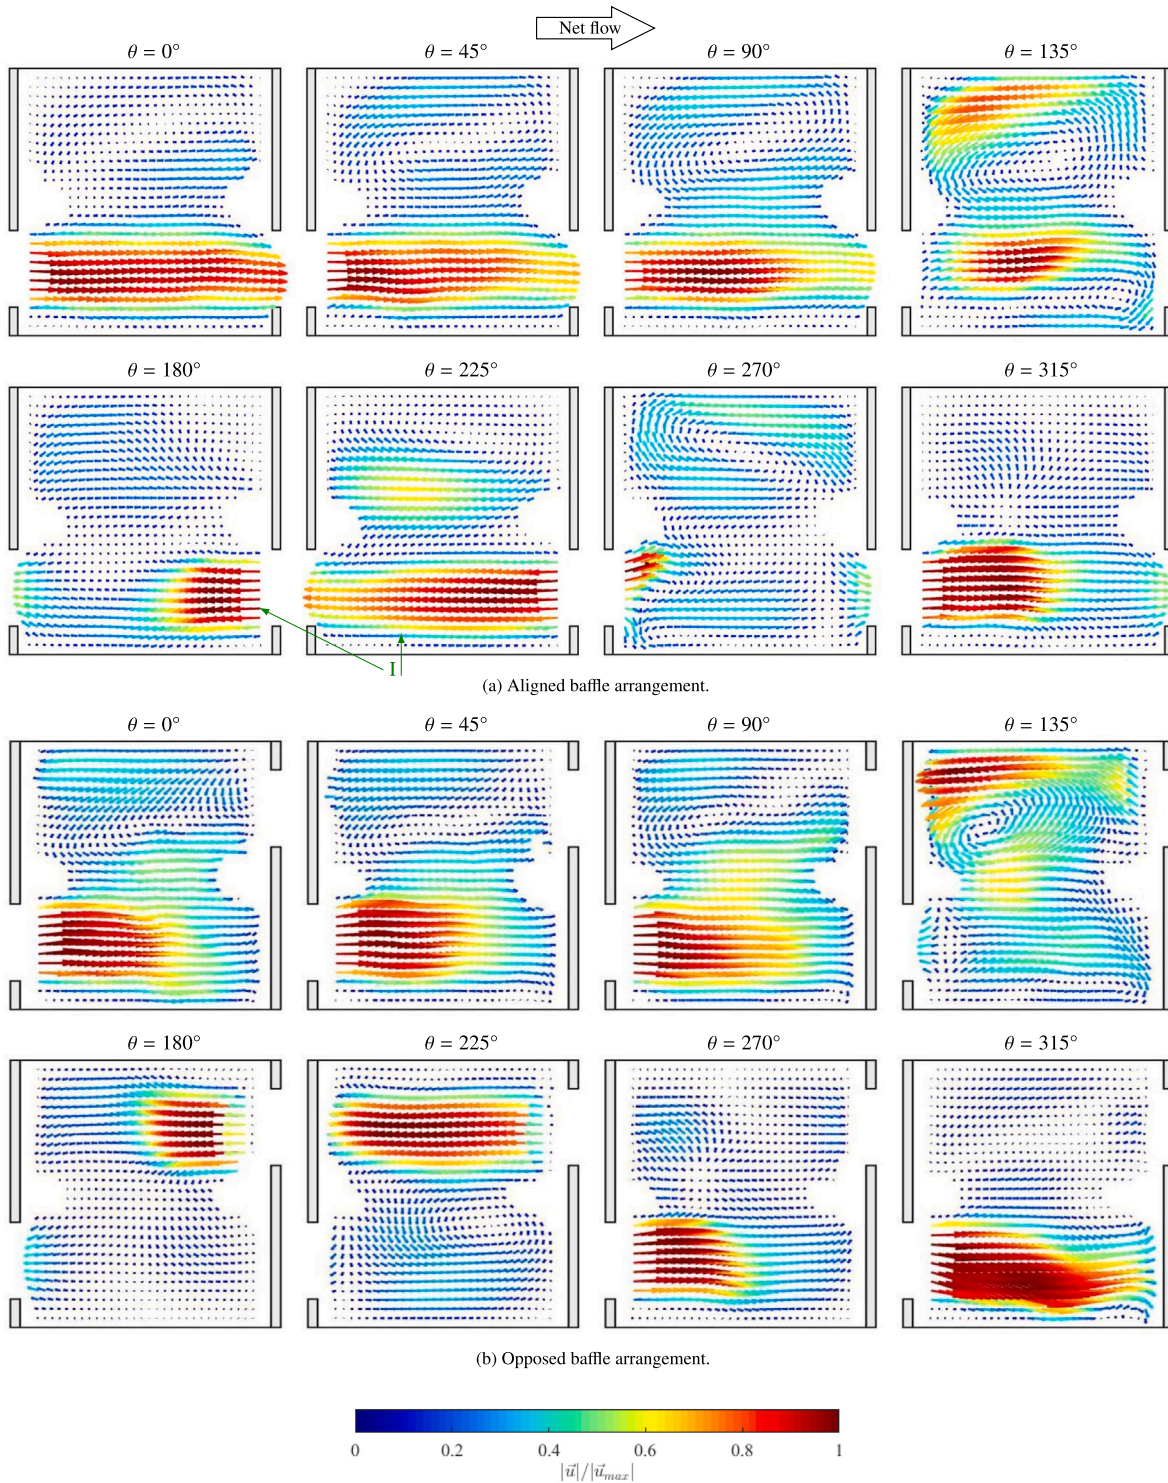 Net flow
θ = 0° θ = 45° θ = 90° θ = 135°
θ = 180° θ = 225° θ = 270° θ = 315°
I
(a) Aligned baffle arrangement.
θ = 0° θ = 45° θ = 90° θ = 135°
θ = 180° θ = 225° θ = 270° θ = 315°
(b) Opposed baffle arrangement.
0 0.2 0.4 0.6 0.8 1
|u⃗|/|u⃗max|